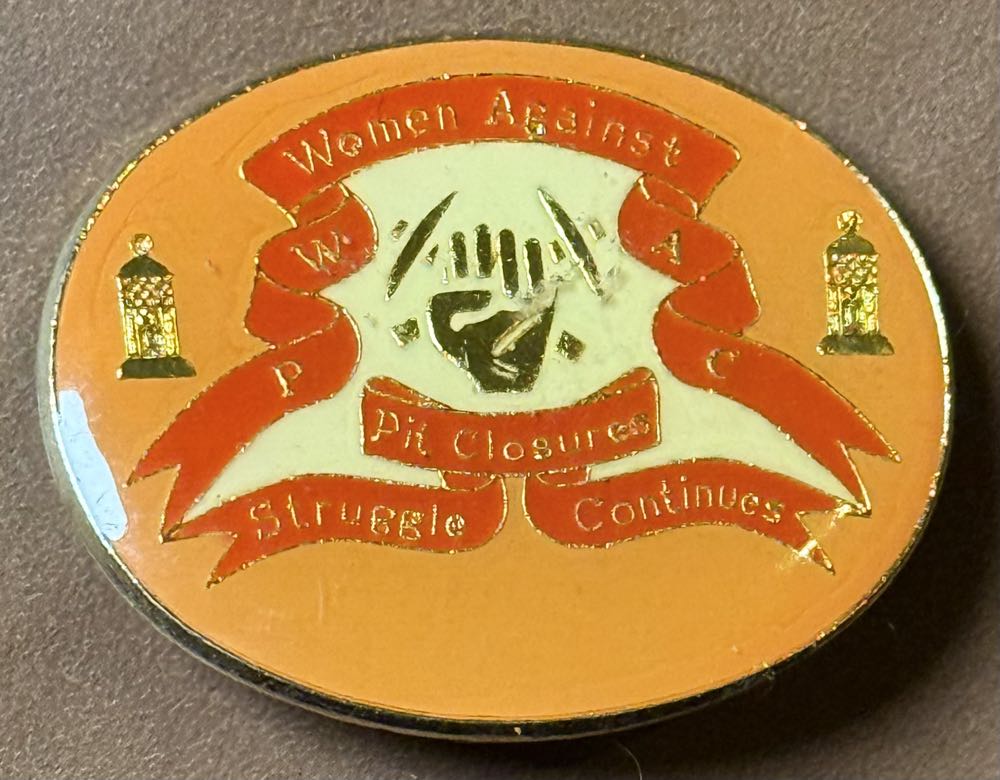 Women Against
W A
P C
Pit Closures
Struggle Continues